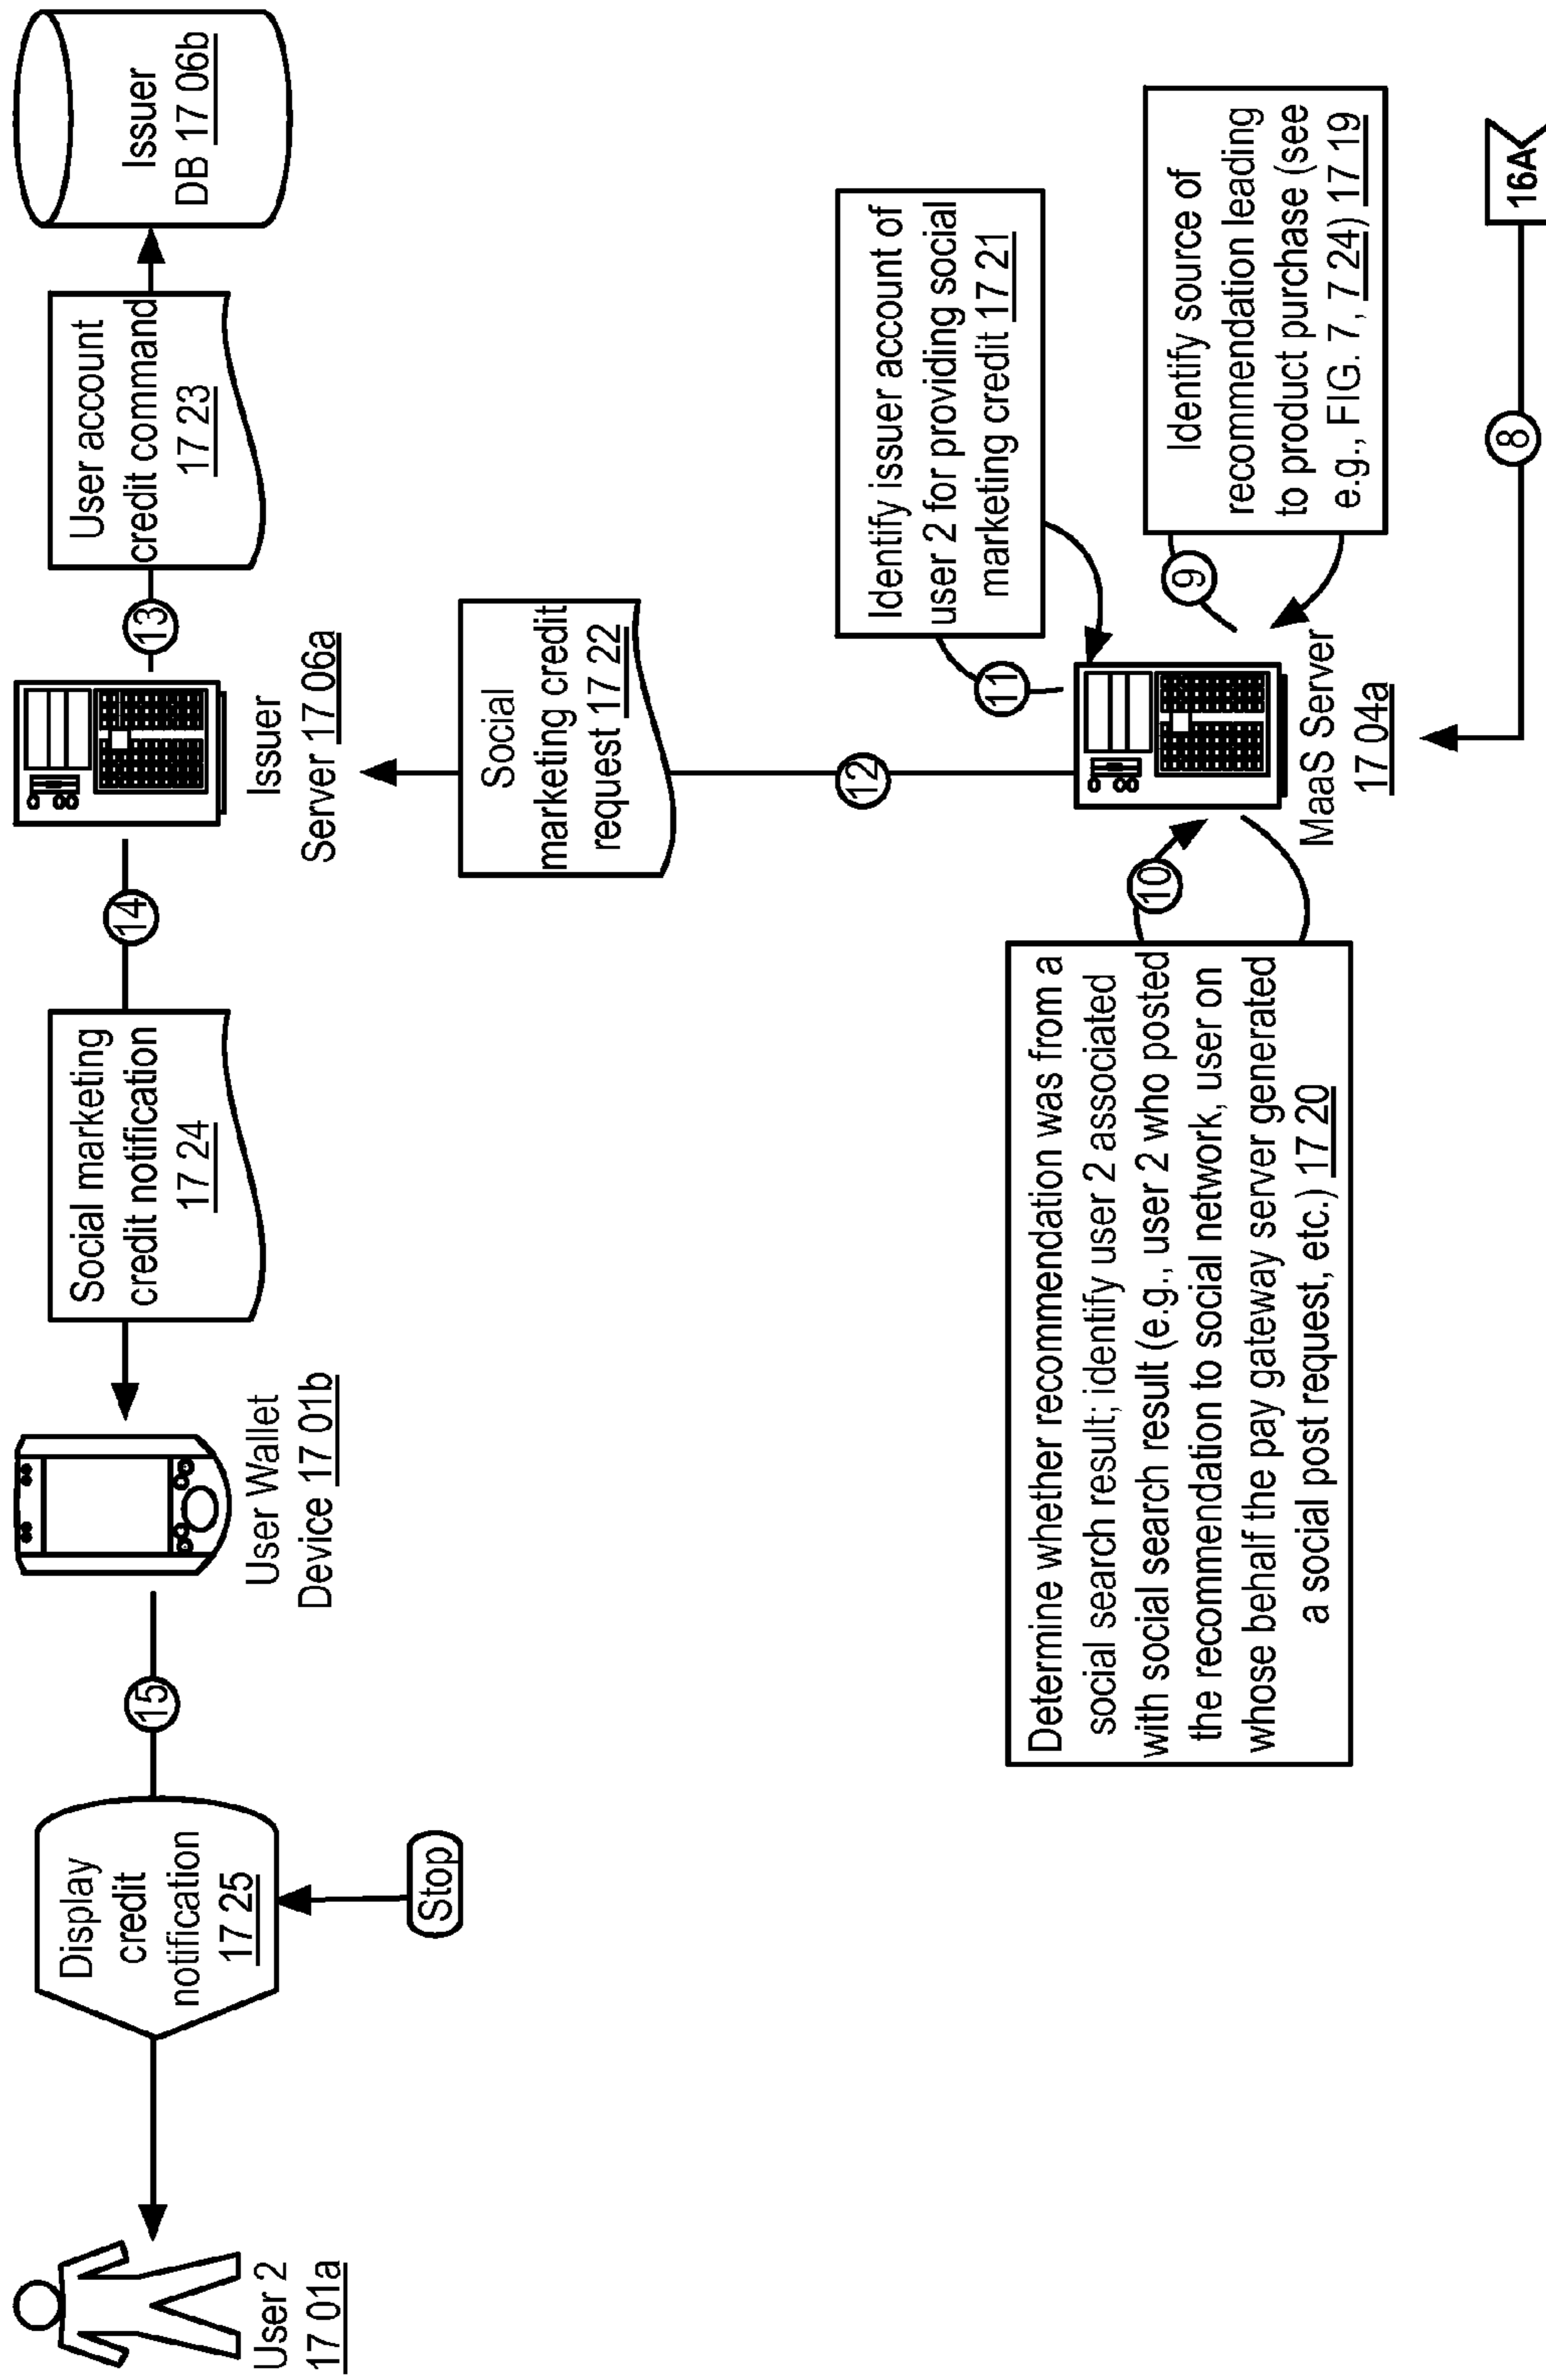 User 2
17 01a
Display
credit
notification
17 25
Stop
15
User Wallet
Device 17 01b
Social marketing
credit notification
17 24
14
Issuer
Server 17 06a
13
User account
credit command
17 23
Issuer
DB 17 06b
Social
marketing credit
request 17 22
12
Determine whether recommendation was from a
social search result; identify user 2 associated
with social search result (e.g., user 2 who posted
the recommendation to social network, user on
whose behalf the pay gateway server generated
a social post request, etc.) 17 20
10
MaaS Server
17 04a
11
Identify issuer account of
user 2 for providing social
marketing credit 17 21
9
Identify source of
recommendation leading
to product purchase (see
e.g., FIG. 7, 7 24) 17 19
8
16A